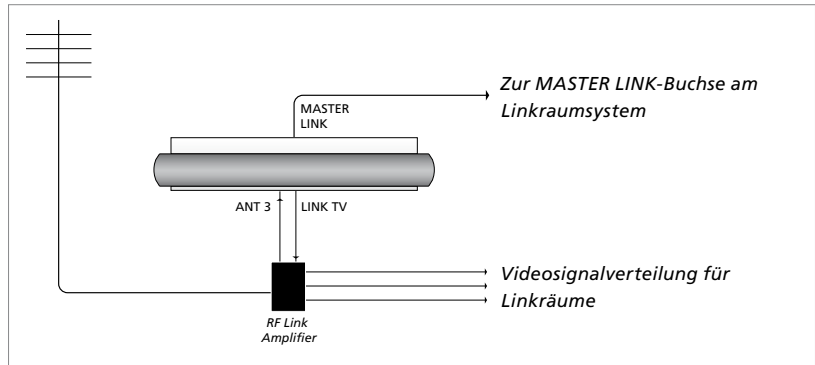 Zur MASTER LINK-Buchse am
Linkraumsystem
MASTER
LINK
ANT 3
LINK TV
Videosignalverteilung für
Linkräume
RF Link
Amplifier